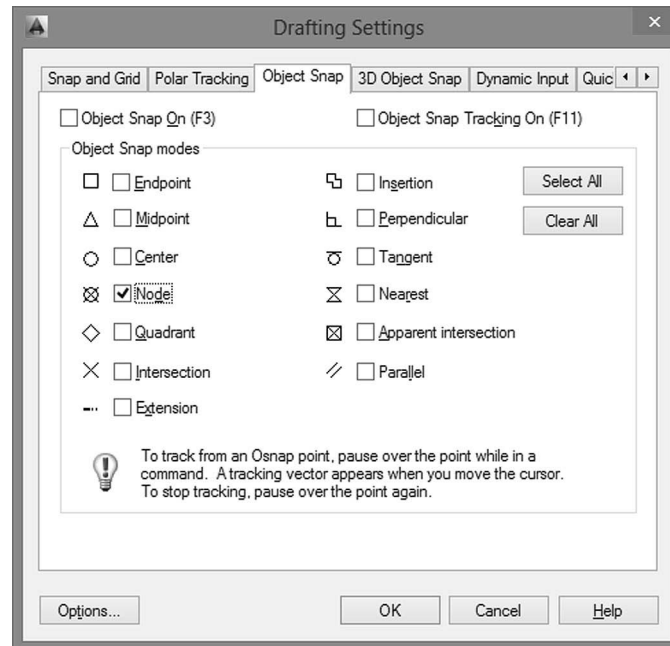 Drafting Settings
Snap and Grid Polar Tracking Object Snap 3D Object Snap Dynamic Input Quic
Object Snap On (F3) Object Snap Tracking On (F11)
Object Snap modes
Endpoint Insertion Select All
Midpoint Perpendicular Clear All
Center Tangent
Node Nearest
Quadrant Apparent intersection
Intersection Parallel
Extension
To track from an Osnap point, pause over the point while in a
command. A tracking vector appears when you move the cursor.
To stop tracking, pause over the point again.
Options... OK Cancel Help